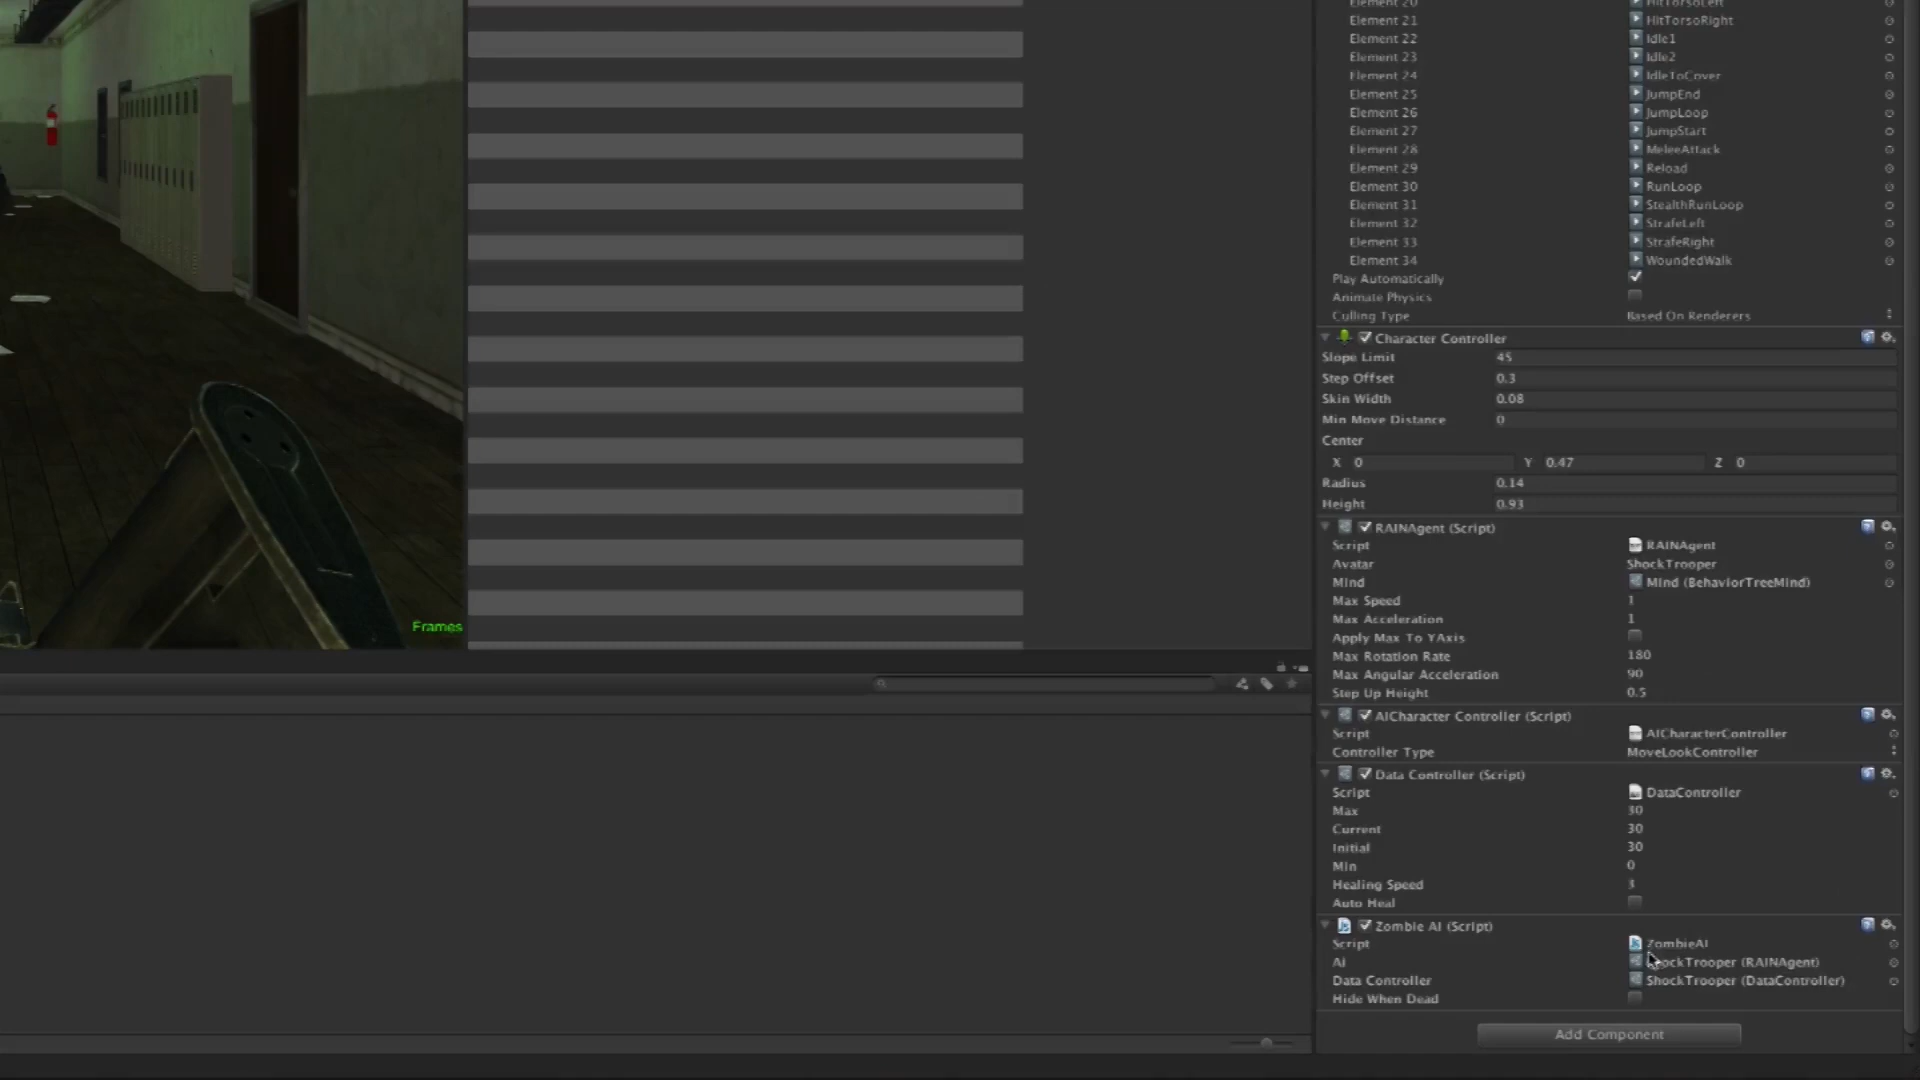 Frames
Element 20 HitTorsoLeft
Element 21 HitTorsoRight
Element 22 Idle1
Element 23 Idle2
Element 24 IdleToCover
Element 25 JumpEnd
Element 26 JumpLoop
Element 27 JumpStart
Element 28 MeleeAttack
Element 29 Reload
Element 30 RunLoop
Element 31 StealthRunLoop
Element 32 StrafeLeft
Element 33 StrafeRight
Element 34 WoundedWalk
Play Automatically
Animate Physics
Culling Type Based On Renderers
Character Controller
Slope Limit 45
Step Offset 0.3
Skin Width 0.08
Min Move Distance 0
Center
X 0 Y 0.47 Z 0
Radius 0.14
Height 0.93
RAINAgent (Script)
Script RAINAgent
Avatar ShockTrooper
Mind Mind (BehaviorTreeMind)
Max Speed 1
Max Acceleration 1
Apply Max To YAxis
Max Rotation Rate 180
Max Angular Acceleration 90
Step Up Height 0.5
AICharacter Controller (Script)
Script AICharacterController
Controller Type MoveLookController
Data Controller (Script)
Script DataController
Max 30
Current 30
Initial 30
Min 0
Healing Speed 3
Auto Heal
Zombie AI (Script)
Script ZombieAI
Ai ShockTrooper (RAINAgent)
Data Controller ShockTrooper (DataController)
Hide When Dead
Add Component